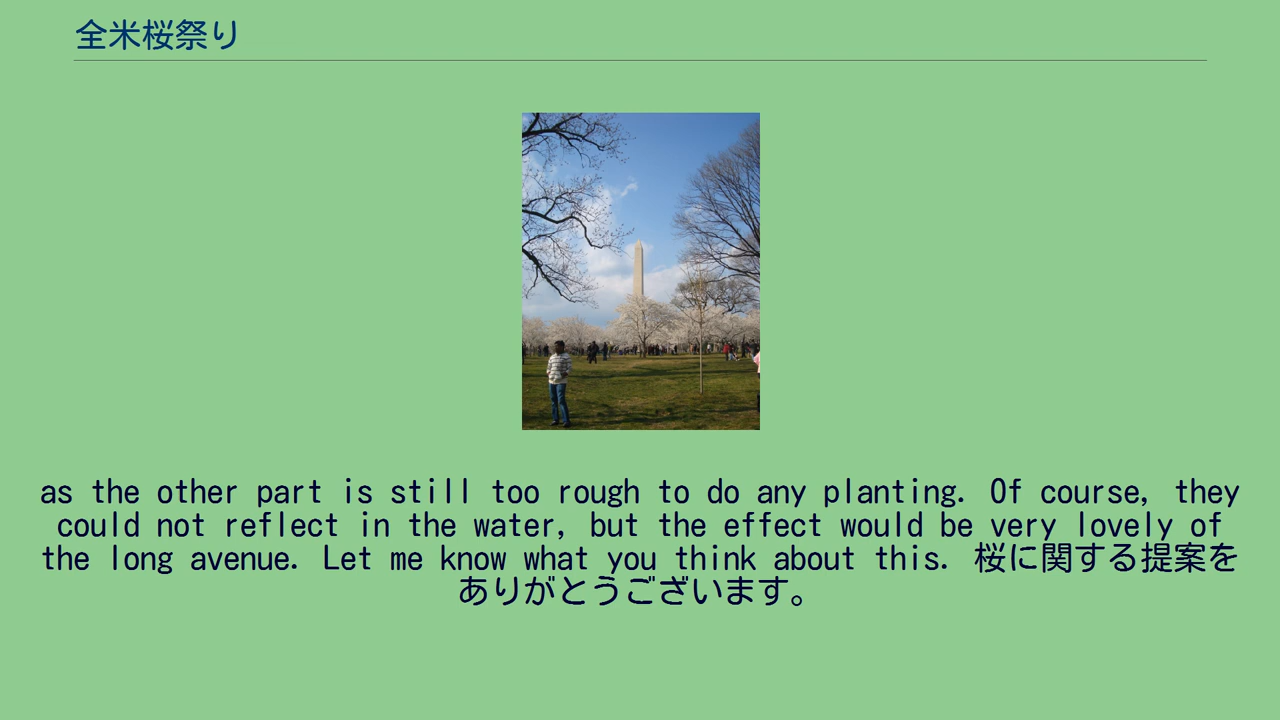 全米桜祭り
as the other part is still too rough to do any planting. Of course, they
could not reflect in the water, but the effect would be very lovely of
the long avenue. Let me know what you think about this. 桜に関する提案を
ありがとうございます。